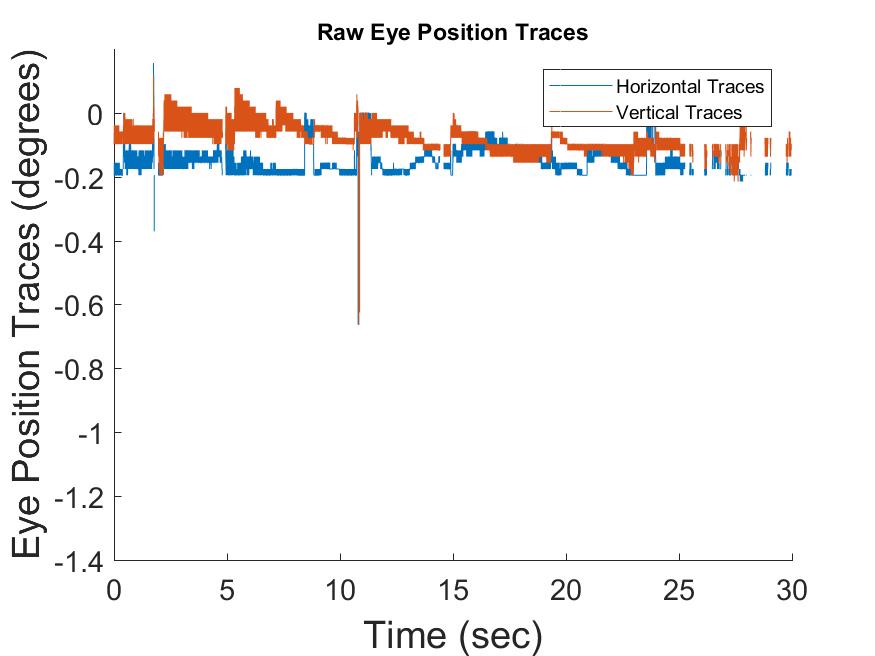 Raw Eye Position Traces
Horizontal Traces
Vertical Traces
Eye Position Traces (degrees)
0
-0.2
-0.4
-0.6
-0.8
-1
-1.2
-1.4
0 5 10 15 20 25 30
Time (sec)